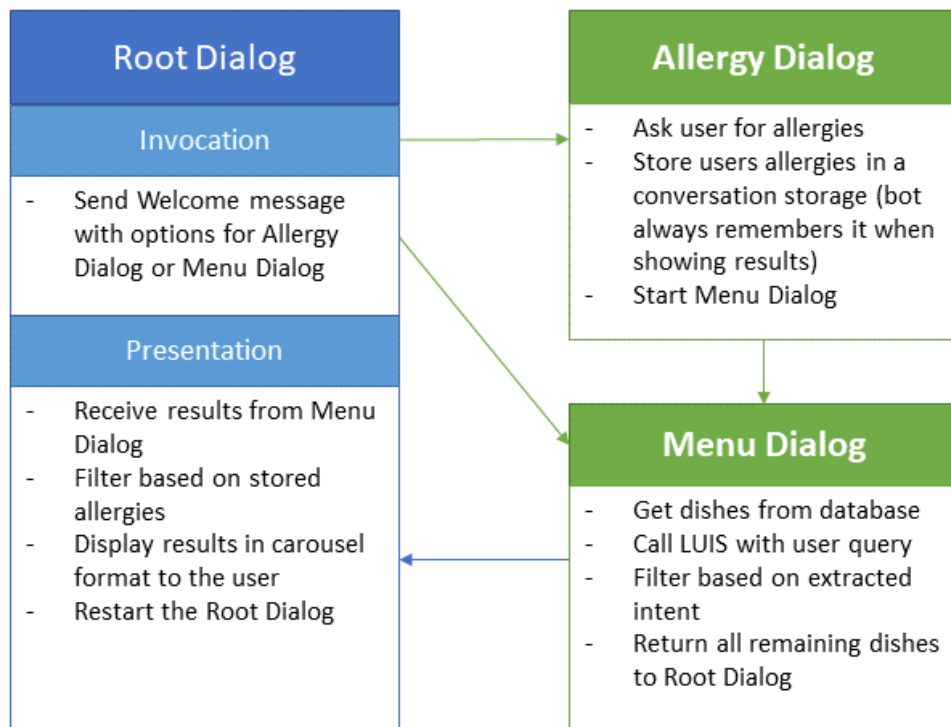 Root Dialog
Invocation
- Send Welcome message
with options for Allergy
Dialog or Menu Dialog
Presentation
- Receive results from Menu
Dialog
- Filter based on stored
allergies
- Display results in carousel
format to the user
- Restart the Root Dialog
Allergy Dialog
- Ask user for allergies
- Store users allergies in a
conversation storage (bot
always remembers it when
showing results)
- Start Menu Dialog
Menu Dialog
- Get dishes from database
- Call LUIS with user query
- Filter based on extracted
intent
- Return all remaining dishes
to Root Dialog